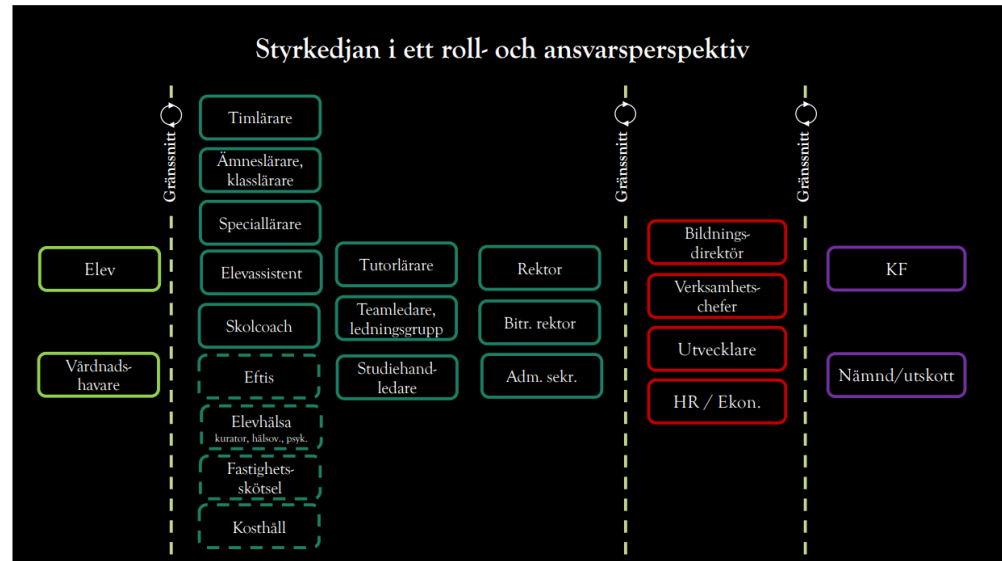 Styrkedjan i ett roll- och ansvarsperspektiv
Gränssnitt
Elev
Vårdnads-
havare
Timlärare
Ämneslärare,
klasslärare
Speciallärare
Elevassistent
Skolcoach
Eftis
Elevhälsa
kurator, hälsov., psyk.
Fastighets-
skötsel
Kosthåll
Tutorlärare
Teamledare,
ledningsgrupp
Studiehand-
ledare
Rektor
Bitr. rektor
Adm. sekr.
Gränssnitt
Bildnings-
direktör
Verksamhets-
chefer
Utvecklare
HR / Ekon.
Gränssnitt
KF
Nämnd/utskott